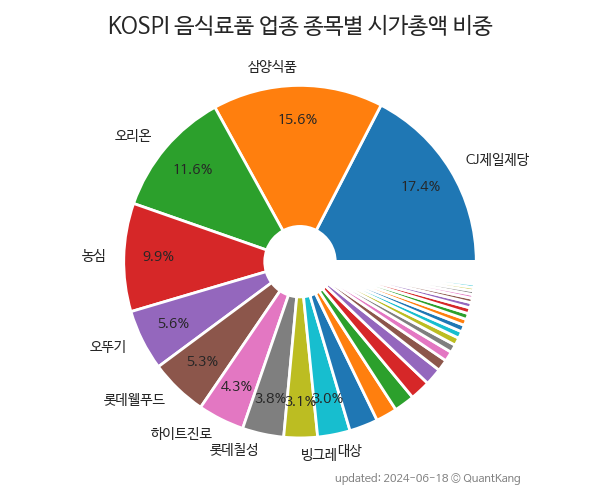 KOSPI 음식료품 업종 종목별 시가총액 비중
삼양식품
15.6%
오리온
11.6%
CJ제일제당
17.4%
농심
9.9%
오뚜기
5.6%
롯데웰푸드
5.3%
하이트진로
4.3%
롯데칠성
3.8%
빙그레
3.1%
대상
3.0%
updated: 2024-06-18 © QuantKang